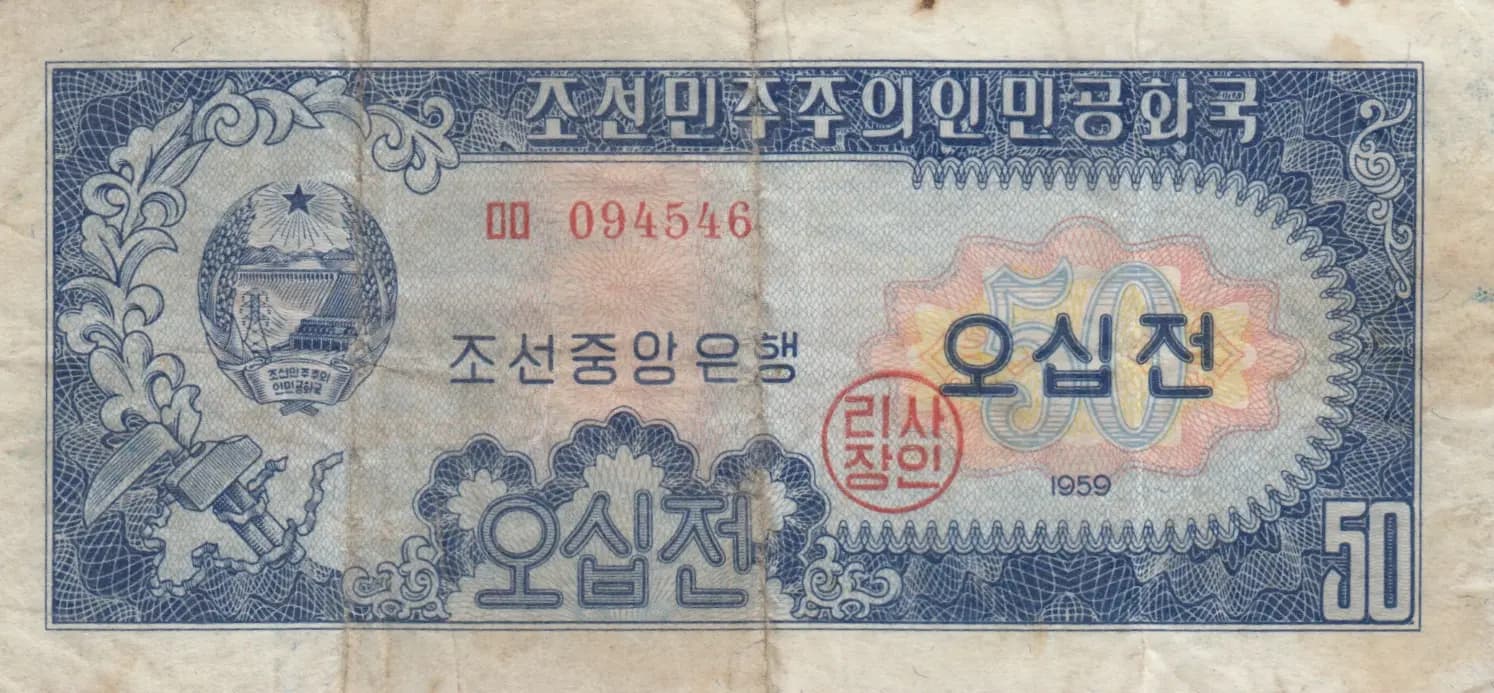 조선민주주의인민공화국
ㅁㅁ 094546
조선민주주의
인민공화국
조선중앙은행
50
오십전
리사
장인
1959
오십전
50